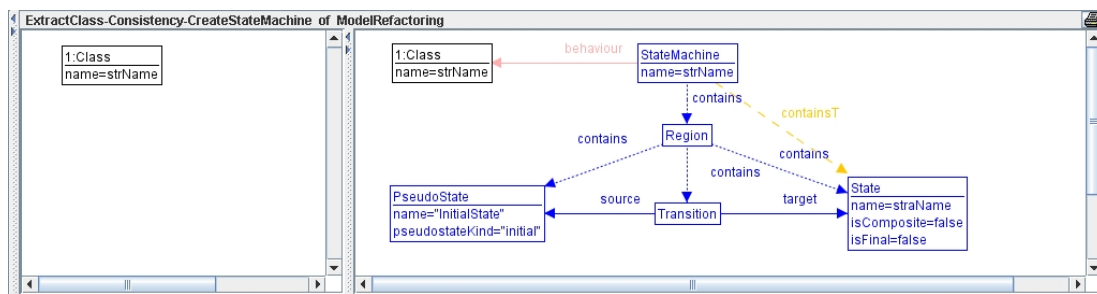 ExtractClass-Consistency-CreateStateMachine of ModelRefactoring
1:Class
name=strName
1:Class
name=strName
behaviour
StateMachine
name=strName
contains
containsT
Region
contains
contains
contains
PseudoState
name="InitialState"
pseudostateKind="initial"
source
Transition
target
State
name=straName
isComposite=false
isFinal=false